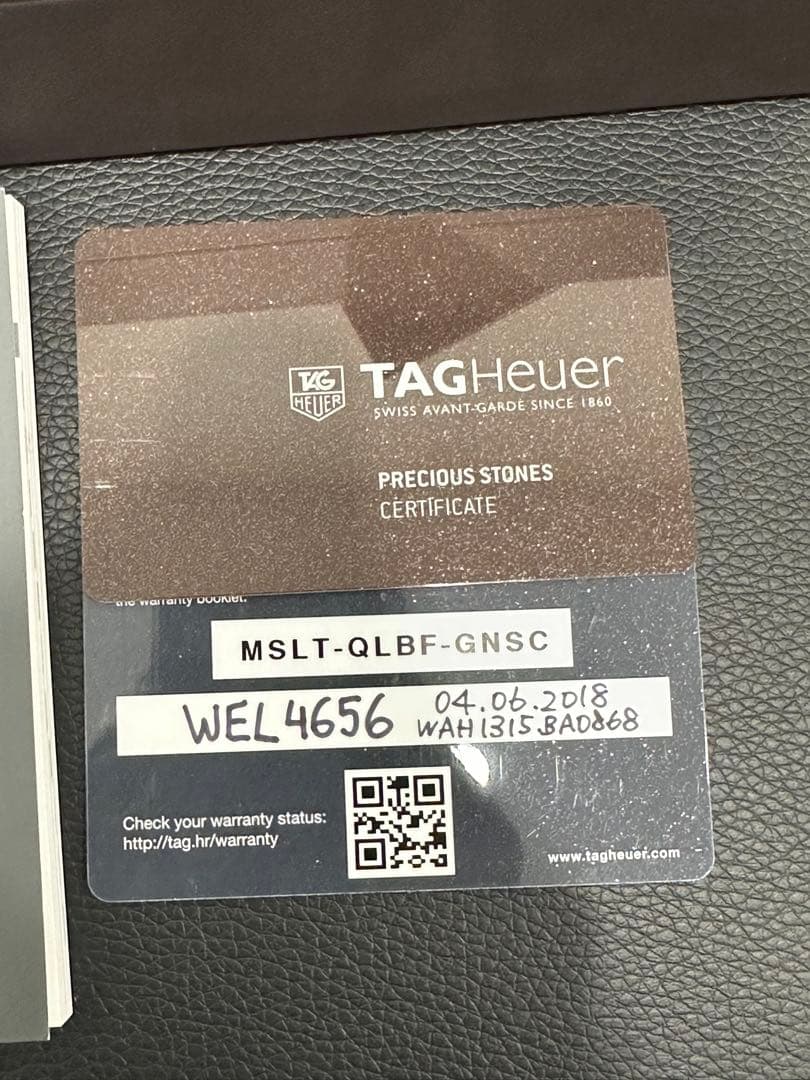 TAG
HEUER
TAGHeuer
SWISS AVANT-GARDE SINCE 1860
PRECIOUS STONES
CERTIFICATE
the warranty booklet.
MSLT-QLBF-GNSC
WEL4656 04.06.2018
WAH1315.BA0868
Check your warranty status:
http://tag.hr/warranty
www.tagheuer.com